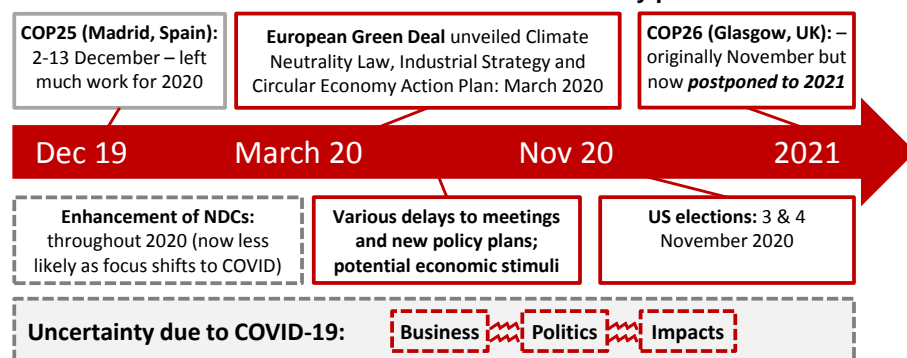 COP25 (Madrid, Spain):
2-13 December – left
much work for 2020
European Green Deal unveiled Climate
Neutrality Law, Industrial Strategy and
Circular Economy Action Plan: March 2020
COP26 (Glasgow, UK): –
originally November but
now postponed to 2021
Dec 19
March 20
Nov 20
2021
Enhancement of NDCs:
throughout 2020 (now less
likely as focus shifts to COVID)
Various delays to meetings
and new policy plans;
potential economic stimuli
US elections: 3 & 4
November 2020
Uncertainty due to COVID-19:
Business
Politics
Impacts